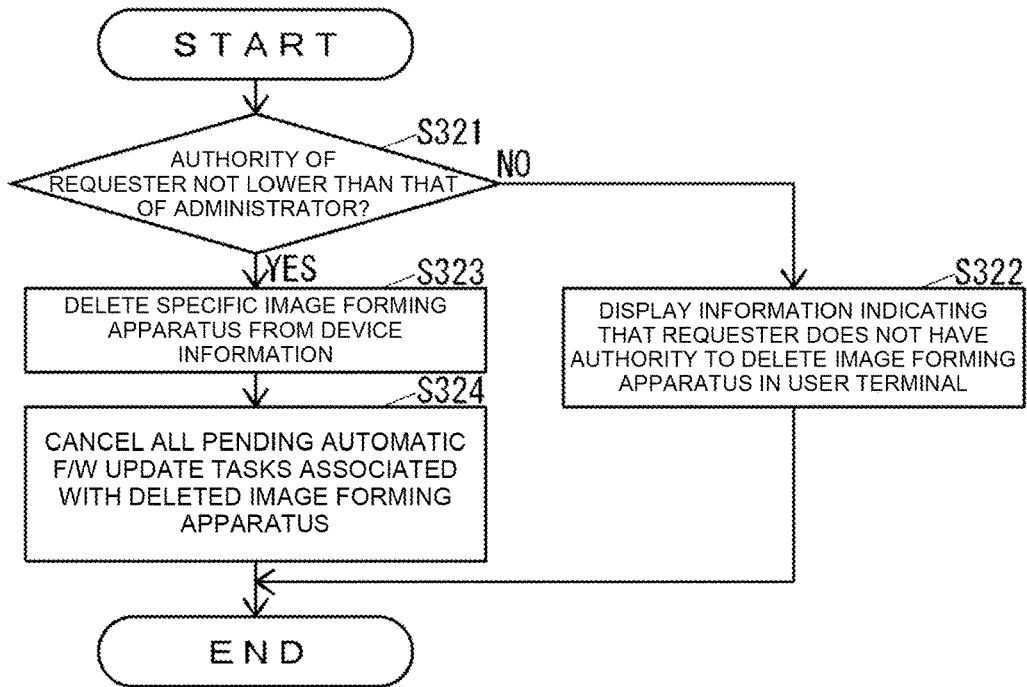 START
S321
AUTHORITY OF
REQUESTER NOT LOWER THAN THAT
OF ADMINISTRATOR?
NO
YES
S323
DELETE SPECIFIC IMAGE FORMING
APPARATUS FROM DEVICE
INFORMATION
S322
DISPLAY INFORMATION INDICATING
THAT REQUESTER DOES NOT HAVE
AUTHORITY TO DELETE IMAGE FORMING
APPARATUS IN USER TERMINAL
S324
CANCEL ALL PENDING AUTOMATIC
F/W UPDATE TASKS ASSOCIATED
WITH DELETED IMAGE FORMING
APPARATUS
END